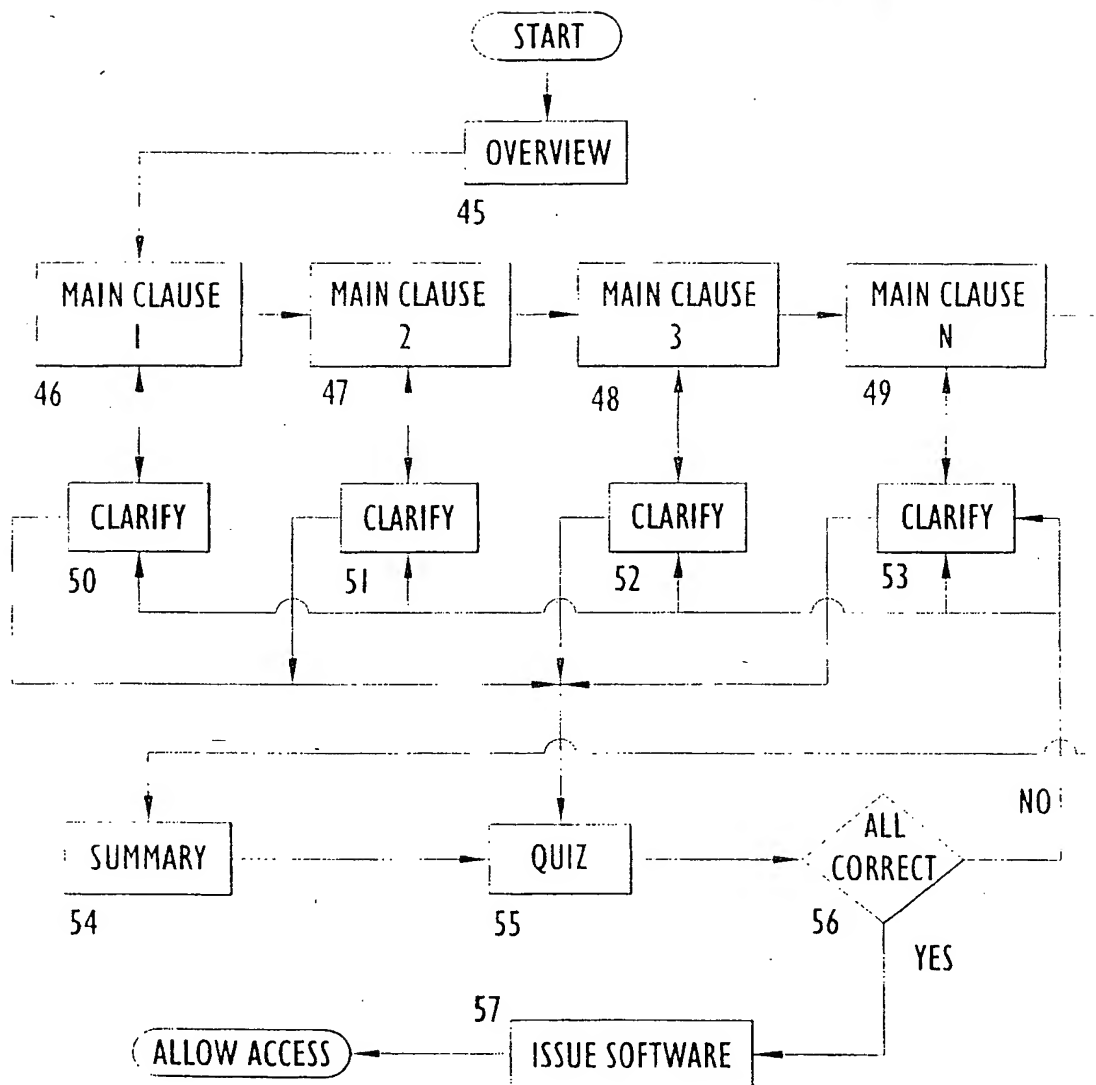 START
OVERVIEW
45
MAIN CLAUSE
1
MAIN CLAUSE
2
MAIN CLAUSE
3
MAIN CLAUSE
N
46
47
48
49
CLARIFY
CLARIFY
CLARIFY
CLARIFY
50
51
52
53
NO
SUMMARY
QUIZ
ALL
CORRECT
54
55
56
YES
57
ALLOW ACCESS
ISSUE SOFTWARE